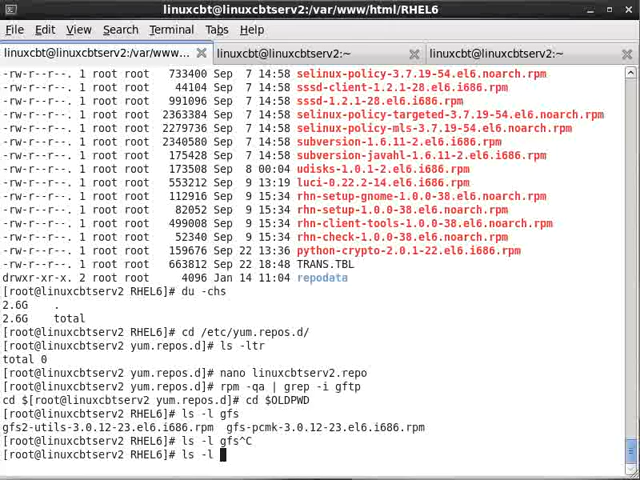 linuxcbt@linuxcbtserv2:/var/www/html/RHEL6
File Edit View Search Terminal Tabs Help
linuxcbt@linuxcbtserv2:/var/www... linuxcbt@linuxcbtserv2:~ linuxcbt@linuxcbtserv2:~
-rw-r--r--. 1 root root 733400 Sep 7 14:58 selinux-policy-3.7.19-54.el6.noarch.rpm
-rw-r--r--. 1 root root 44104 Sep 7 14:58 sssd-client-1.2.1-28.el6.i686.rpm
-rw-r--r--. 1 root root 991096 Sep 7 14:58 sssd-1.2.1-28.el6.i686.rpm
-rw-r--r--. 1 root root 2363384 Sep 7 14:58 selinux-policy-targeted-3.7.19-54.el6.noarch.rpm
-rw-r--r--. 1 root root 2279736 Sep 7 14:58 selinux-policy-mls-3.7.19-54.el6.noarch.rpm
-rw-r--r--. 1 root root 2340580 Sep 7 14:58 subversion-1.6.11-2.el6.i686.rpm
-rw-r--r--. 1 root root 175428 Sep 7 14:58 subversion-javahl-1.6.11-2.el6.i686.rpm
-rw-r--r--. 1 root root 173508 Sep 8 00:04 udisks-1.0.1-2.el6.i686.rpm
-rw-r--r--. 1 root root 553212 Sep 9 13:19 luci-0.22.2-14.el6.i686.rpm
-rw-r--r--. 1 root root 112916 Sep 9 15:34 rhn-setup-gnome-1.0.0-38.el6.noarch.rpm
-rw-r--r--. 1 root root 82052 Sep 9 15:34 rhn-setup-1.0.0-38.el6.noarch.rpm
-rw-r--r--. 1 root root 499008 Sep 9 15:34 rhn-client-tools-1.0.0-38.el6.noarch.rpm
-rw-r--r--. 1 root root 52340 Sep 9 15:34 rhn-check-1.0.0-38.el6.noarch.rpm
-rw-r--r--. 1 root root 159676 Sep 22 13:36 python-crypto-2.0.1-22.el6.i686.rpm
-rw-r--r--. 1 root root 663812 Sep 22 18:48 TRANS.TBL
drwxr-xr-x. 2 root root 4096 Jan 14 11:04 repodata
[root@linuxcbtserv2 RHEL6]# du -chs
2.6G .
2.6G total
[root@linuxcbtserv2 RHEL6]# cd /etc/yum.repos.d/
[root@linuxcbtserv2 yum.repos.d]# ls -ltr
total 0
[root@linuxcbtserv2 yum.repos.d]# nano linuxcbtserv2.repo
[root@linuxcbtserv2 yum.repos.d]# rpm -qa | grep -i gftp
cd $[root@linuxcbtserv2 yum.repos.d]# cd $OLDPWD
[root@linuxcbtserv2 RHEL6]# ls -l gfs
gfs2-utils-3.0.12-23.el6.i686.rpm gfs-pcmk-3.0.12-23.el6.i686.rpm
[root@linuxcbtserv2 RHEL6]# ls -l gfs^C
[root@linuxcbtserv2 RHEL6]# ls -l